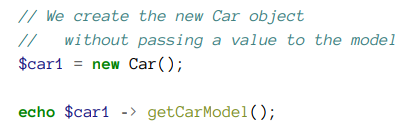 // We create the new Car object
//   without passing a value to the model
$car1 = new Car();
echo $car1 -> getCarModel();